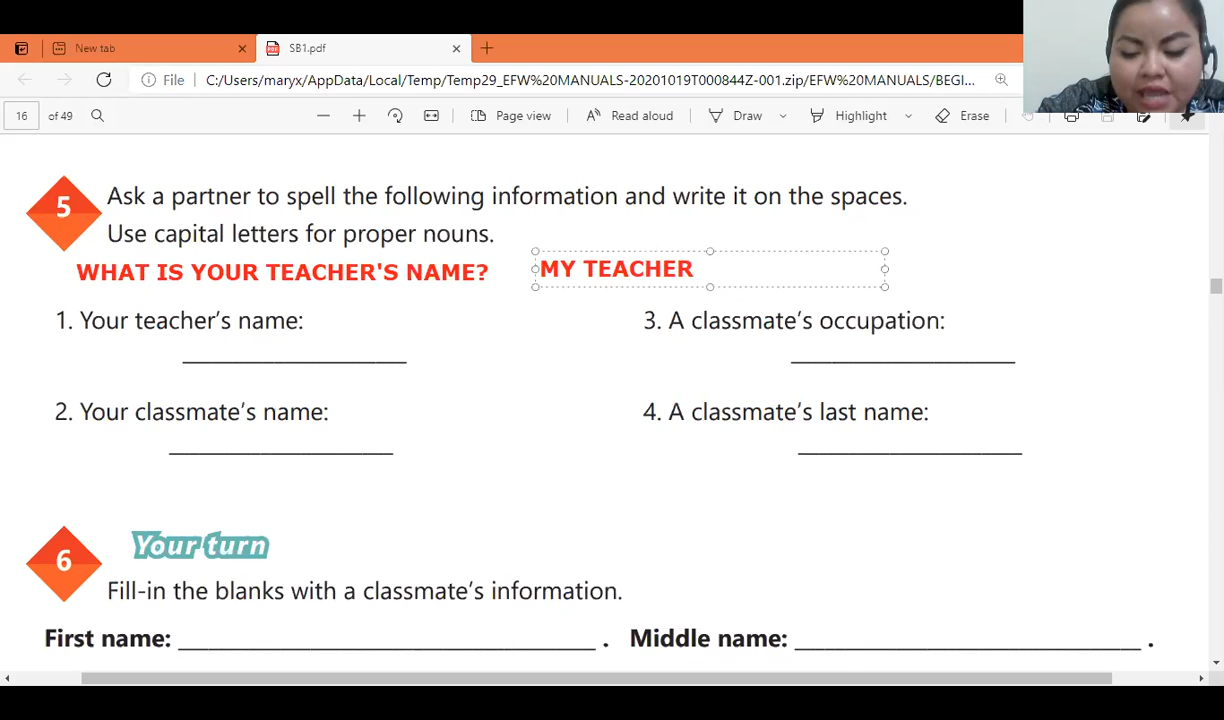 New tab
SB1.pdf
File
C:/Users/maryx/AppData/Local/Temp/Temp29_EFW%20MANUALS-20201019T000844Z-001.zip/EFW%20MANUALS/BEGI...
16 of 49
Page view
Read aloud
Draw
Highlight
Erase
5 Ask a partner to spell the following information and write it on the spaces.
Use capital letters for proper nouns.
WHAT IS YOUR TEACHER'S NAME? MY TEACHER
1. Your teacher's name:
3. A classmate's occupation:
2. Your classmate's name:
4. A classmate's last name:
6 Your turn
Fill-in the blanks with a classmate's information.
First name: ______ . Middle name: ______ .